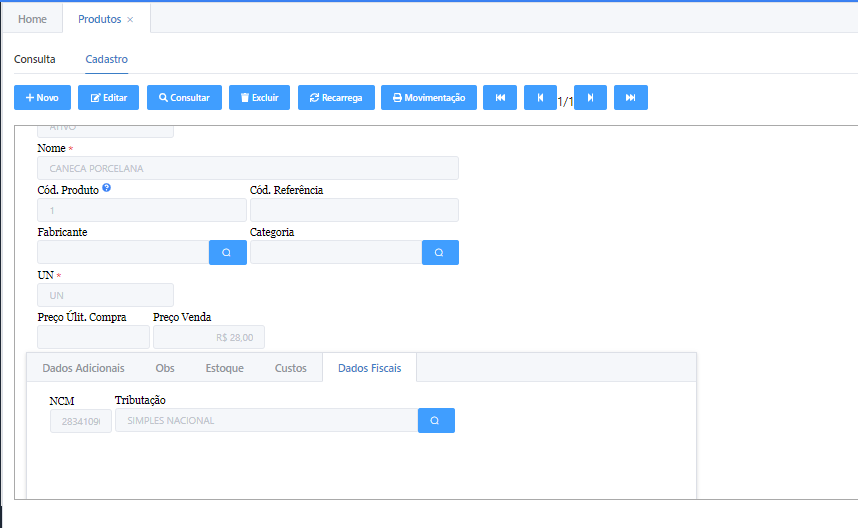 Home Produtos ×
Consulta Cadastro
+ Novo Editar Consultar Excluir Recarrega Movimentação 1/1
ATIVO
Nome *
CANECA PORCELANA
Cód. Produto ? Cód. Referência
1
Fabricante Categoria
UN *
UN
Preço Úlit. Compra Preço Venda
R$ 28,00
Dados Adicionais Obs Estoque Custos Dados Fiscais
NCM Tributação
2834109 SIMPLES NACIONAL